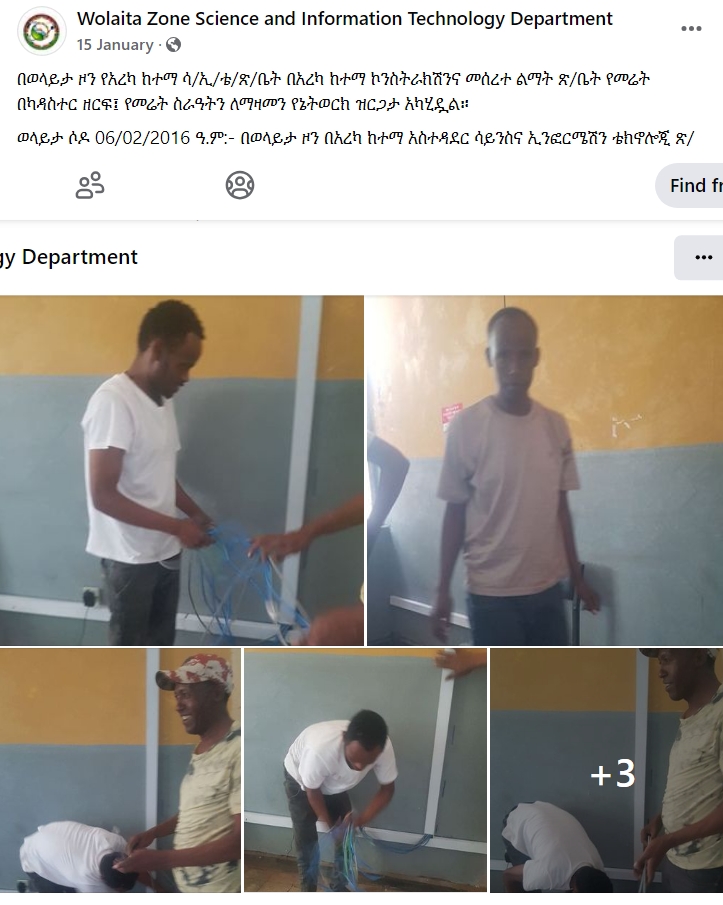 Wolaita Zone Science and Information Technology Department
15 January
በወላይታ ዞን የአረካ ከተማ ሳ/ኢ/ቴ/ጽ/ቤት በአረካ ከተማ ኮንስትራክሽንና መሰረተ ልማት ጽ/ቤት የመሬት
በካዳስተር ዘርፍ፤ የመሬት ስራዓትን ለማዘመን የኔትወርክ ዝርጋታ አካሂዷል።
ወላይታ ሶዶ 06/02/2016 ዓ.ም:- በወላይታ ዞን በአረካ ከተማ አስተዳደር ሳይንስና ኢንፎርሜሽን ቴክኖሎጂ ጽ/
Find fr
gy Department
+3